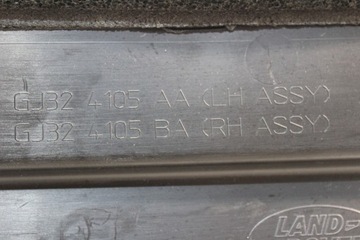 GJ32 4105 AA (LH ASSY)
GJ32 4105 BA (RH ASSY)
LAND-